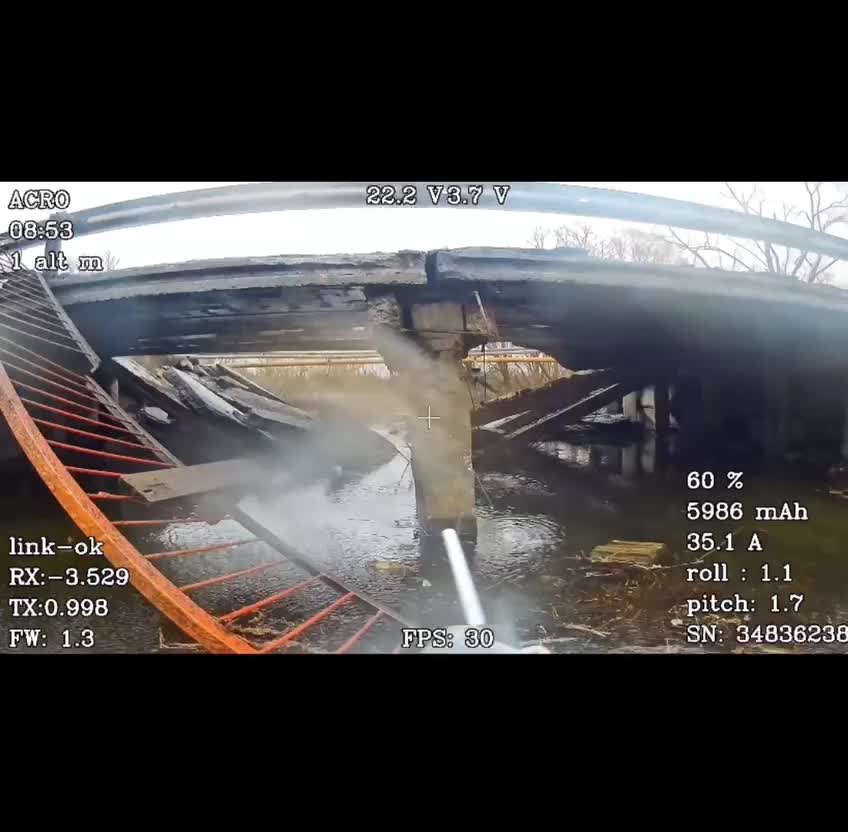 ACRO
08:53
1 alt m
22.2 V 3.7 V
60 %
5986 mAh
35.1 A
roll : 1.1
pitch: 1.7
SN: 34836238
link-ok
RX:-3.529
TX:0.998
FW: 1.3
FPS: 30